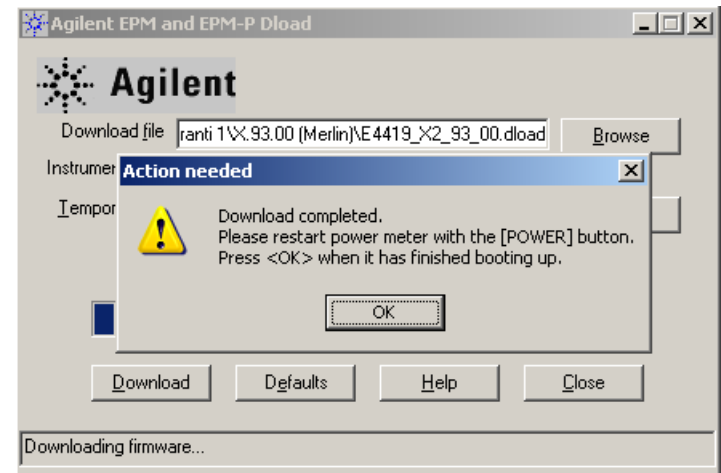 Agilent EPM and EPM-P Dload
Agilent
Download file ranti 1\X.93.00 (Merlin)\E4419_X2_93_00.dload Browse
Action needed
Download completed.
Please restart power meter with the [POWER] button.
Press <OK> when it has finished booting up.
OK
Download Defaults Help Close
Downloading firmware...